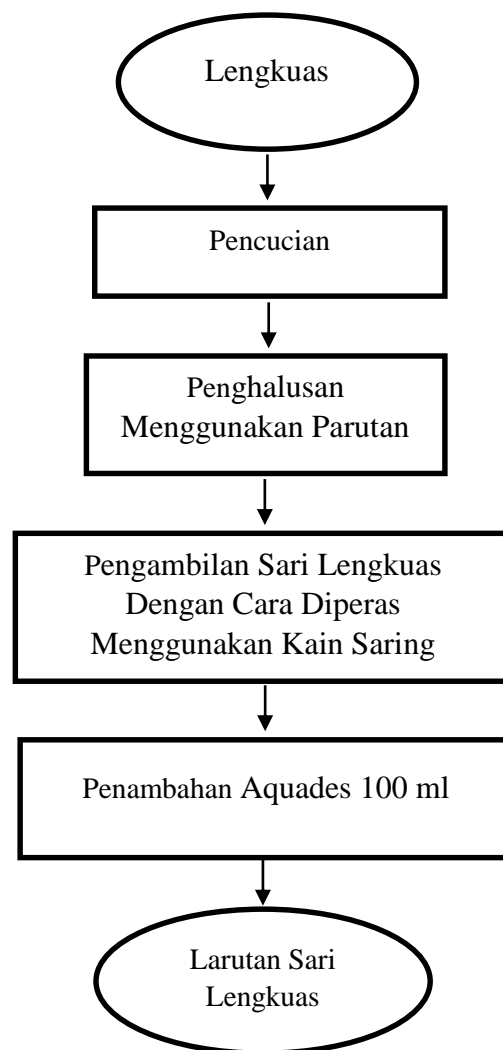 Lengkuas
Pencucian
Penghalusan
Menggunakan Parutan
Pengambilan Sari Lengkuas
Dengan Cara Diperas
Menggunakan Kain Saring
Penambahan Aquades 100 ml
Larutan Sari
Lengkuas